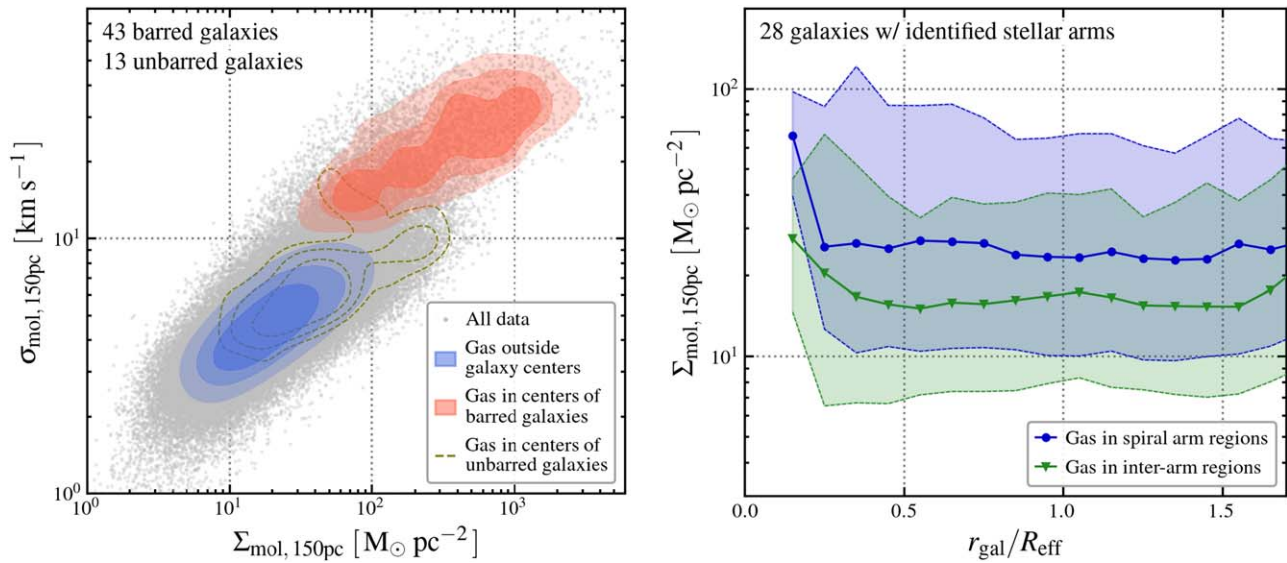 43 barred galaxies
13 unbarred galaxies
σmol, 150pc [km s⁻¹]
10⁰
10¹
All data
Gas outside
galaxy centers
Gas in centers of
barred galaxies
Gas in centers of
unbarred galaxies
10⁰
10¹
10²
10³
Σmol, 150pc [M⊙ pc⁻²]
28 galaxies w/ identified stellar arms
Σmol, 150pc [M⊙ pc⁻²]
10²
10¹
Gas in spiral arm regions
Gas in inter-arm regions
0.0
0.5
1.0
1.5
rgal/Reff